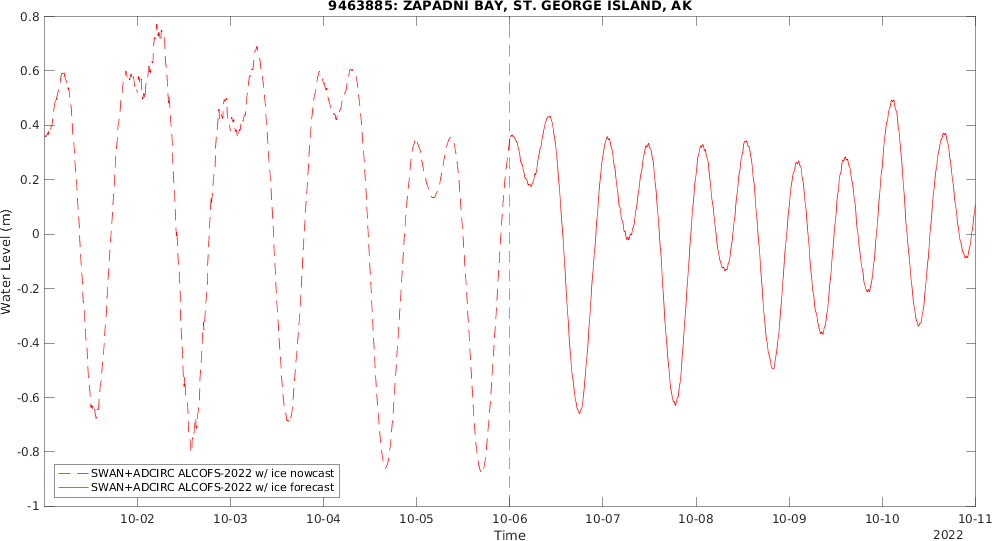 9463885: ZAPADNI BAY, ST. GEORGE ISLAND, AK
0.8
0.6
0.4
0.2
0
-0.2
-0.4
-0.6
-0.8
-1
Water Level (m)
SWAN+ADCIRC ALCOFS-2022 w/ ice nowcast
SWAN+ADCIRC ALCOFS-2022 w/ ice forecast
10-02 10-03 10-04 10-05 10-06 10-07 10-08 10-09 10-10 10-11
Time
2022